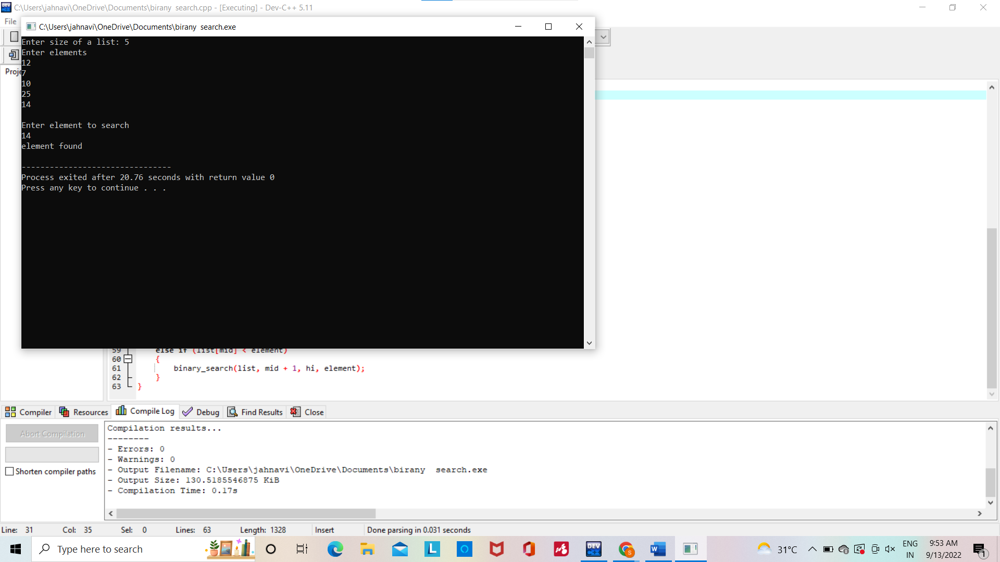 C:\Users\jahnavi\OneDrive\Documents\birany  search.cpp - [Executing] - Dev-C++ 5.11
File
C:\Users\jahnavi\OneDrive\Documents\birany  search.exe
Enter size of a list: 5
Enter elements
12
7
10
25
14
Enter element to search
14
element found
--------------------------------
Process exited after 20.76 seconds with return value 0
Press any key to continue . . .
59 else if (list[mid] < element)
60 {
61 binary_search(list, mid + 1, hi, element);
62 }
63 }
Compiler Resources Compile Log Debug Find Results Close
Abort Compilation
Shorten compiler paths
Compilation results...
--------
- Errors: 0
- Warnings: 0
- Output Filename: C:\Users\jahnavi\OneDrive\Documents\birany  search.exe
- Output Size: 130.5185546875 KiB
- Compilation Time: 0.17s
Line: 31 Col: 35 Sel: 0 Lines: 63 Length: 1328 Insert Done parsing in 0.031 seconds
Type here to search
L
DEV
S
W
31°C
ENG
IN
9:53 AM
9/13/2022
1